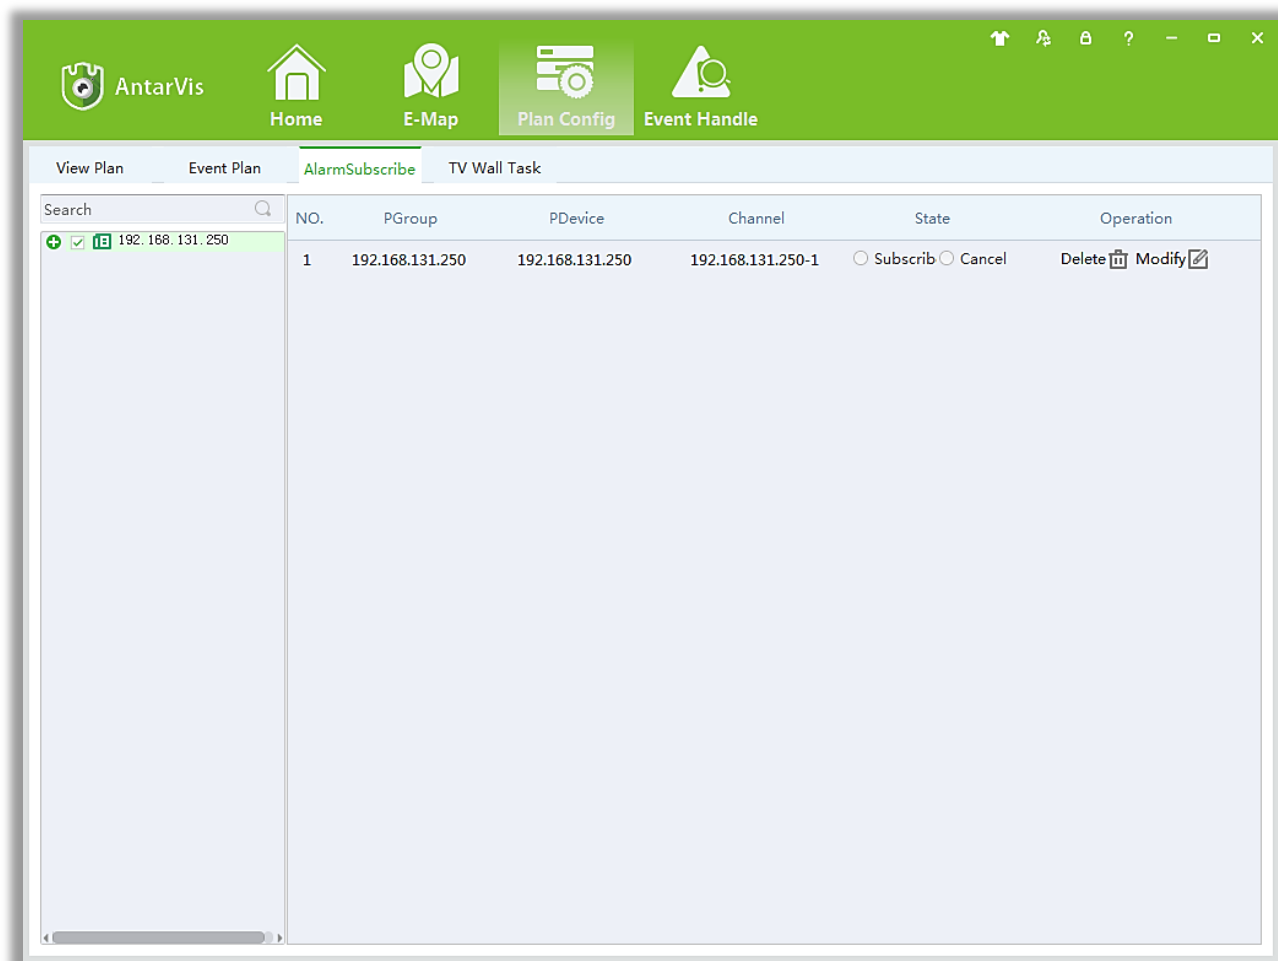 AntarVis
Home E-Map Plan Config Event Handle
?
View Plan Event Plan AlarmSubscribe TV Wall Task
Search
192.168.131.250
NO. PGroup PDevice Channel State Operation
1 192.168.131.250 192.168.131.250 192.168.131.250-1 Subscrib Cancel Delete Modify